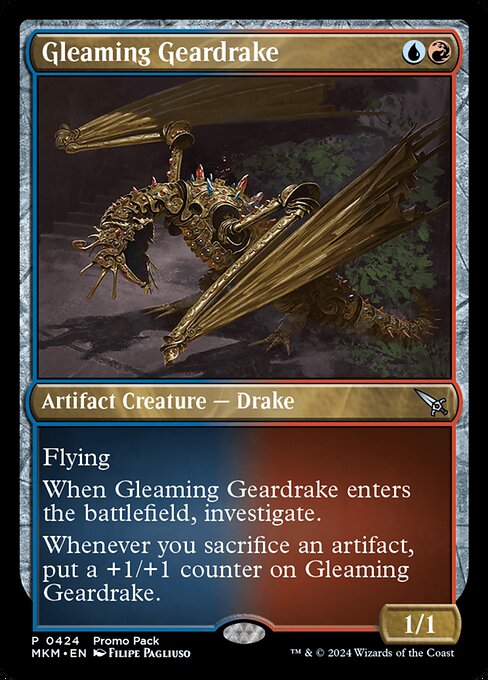 Gleaming Geardrake
Artifact Creature — Drake
Flying
When Gleaming Geardrake enters
the battlefield, investigate.
Whenever you sacrifice an artifact,
put a +1/+1 counter on Gleaming
Geardrake.
1/1
P 0424 Promo Pack
MKM • EN Filipe Pagliuso
™ & © 2024 Wizards of the Coast